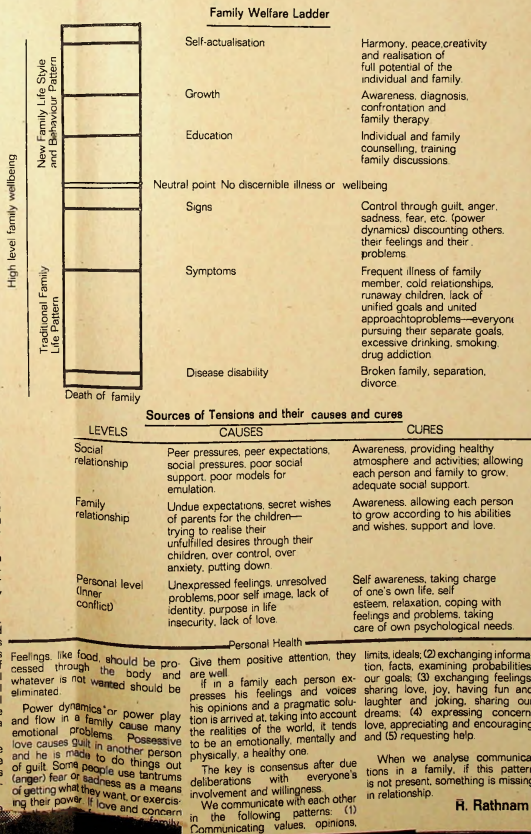 Family Welfare Ladder
High level family wellbeing
New Family Life Style
and Behaviour Pattern
Traditional Family
Life Pattern
Self-actualisation
Harmony, peace,creativity
and realisation of
full potential of the
individual and family.
Growth
Awareness, diagnosis,
confrontation and
family therapy.
Education
Individual and family
counselling, training
family discussions.
Neutral point No discernible illness or wellbeing
Signs
Control through guilt, anger,
sadness, fear, etc. (power
dynamics) discounting others,
their feelings and their
problems.
Symptoms
Frequent illness of family
member, cold relationships,
runaway children, lack of
unified goals and united
approachtoproblems—everyone
pursuing their separate goals,
excessive drinking, smoking,
drug addiction.
Disease disability
Broken family, separation,
divorce.
Death of family
Sources of Tensions and their causes and cures
LEVELS CAUSES CURES
Social
relationship
Peer pressures, peer expectations,
social pressures, poor social
support, poor models for
emulation.
Awareness, providing healthy
atmosphere and activities; allowing
each person and family to grow,
adequate social support.
Family
relationship
Undue expectations, secret wishes
of parents for the children—
trying to realise their
unfulfilled desires through their
children, over control, over
anxiety, putting down.
Awareness, allowing each person
to grow according to his abilities
and wishes, support and love.
Personal level
(Inner
conflict)
Unexpressed feelings, unresolved
problems,poor self image, lack of
identity, purpose in life
insecurity, lack of love.
Self awareness, taking charge
of one's own life, self
esteem, relaxation, coping with
feelings and problems, taking
care of own psychological needs.
Personal Health
Feelings, like food, should be pro-
cessed through the body and
whatever is not wanted should be
eliminated.
Power dynamics or power play
and flow in a family cause many
emotional problems. Possessive
love causes guilt in another person
and he is made to do things out
of guilt. Some people use tantrums
(anger) fear or sadness as a means
of getting what they want, or exercis-
ing their power. If love and concern
family
Give them positive attention, they
are well.
If in a family each person ex-
presses his feelings and voices
his opinions and a pragmatic solu-
tion is arrived at, taking into account
the realities of the world, it tends
to be an emotionally, mentally and
physically, a healthy one.
The key is consensus after due
deliberations with everyone's
involvement and willingness.
We communicate with each other
in the following patterns: (1)
Communicating values, opinions,
limits, ideals; (2) exchanging informa
tion, facts, examining probabilities
our goals; (3) exchanging feelings
sharing love, joy, having fun and
laughter and joking, sharing our
dreams, (4) expressing concern
love, appreciating and encouraging
and (5) requesting help.
When we analyse communica
tions in a family, if this pattern
is not present, something is missing
in relationship.
R. Rathnam